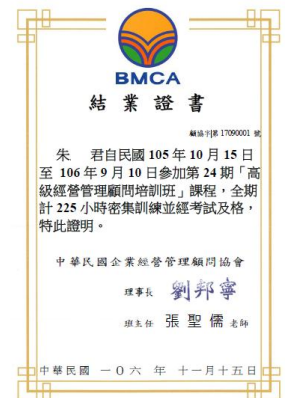 BMCA
結業證書
顧協字第 17090001 號
朱 君自民國 105 年 10 月 15 日
至 106 年 9 月 10 日參加第 24 期「高
級經營管理顧問培訓班」課程，全期
計 225 小時密集訓練並經考試及格，
特此證明。
中華民國企業經營管理顧問協會
理事長 劉邦寧
班主任 張聖儒 老師
中華民國 一〇六 年 十一月十五日